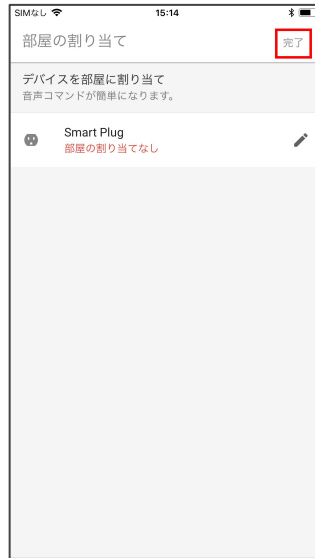 SIMなし 15:14
部屋の割り当て 完了
デバイスを部屋に割り当て
音声コマンドが簡単になります。
Smart Plug
部屋の割り当てなし